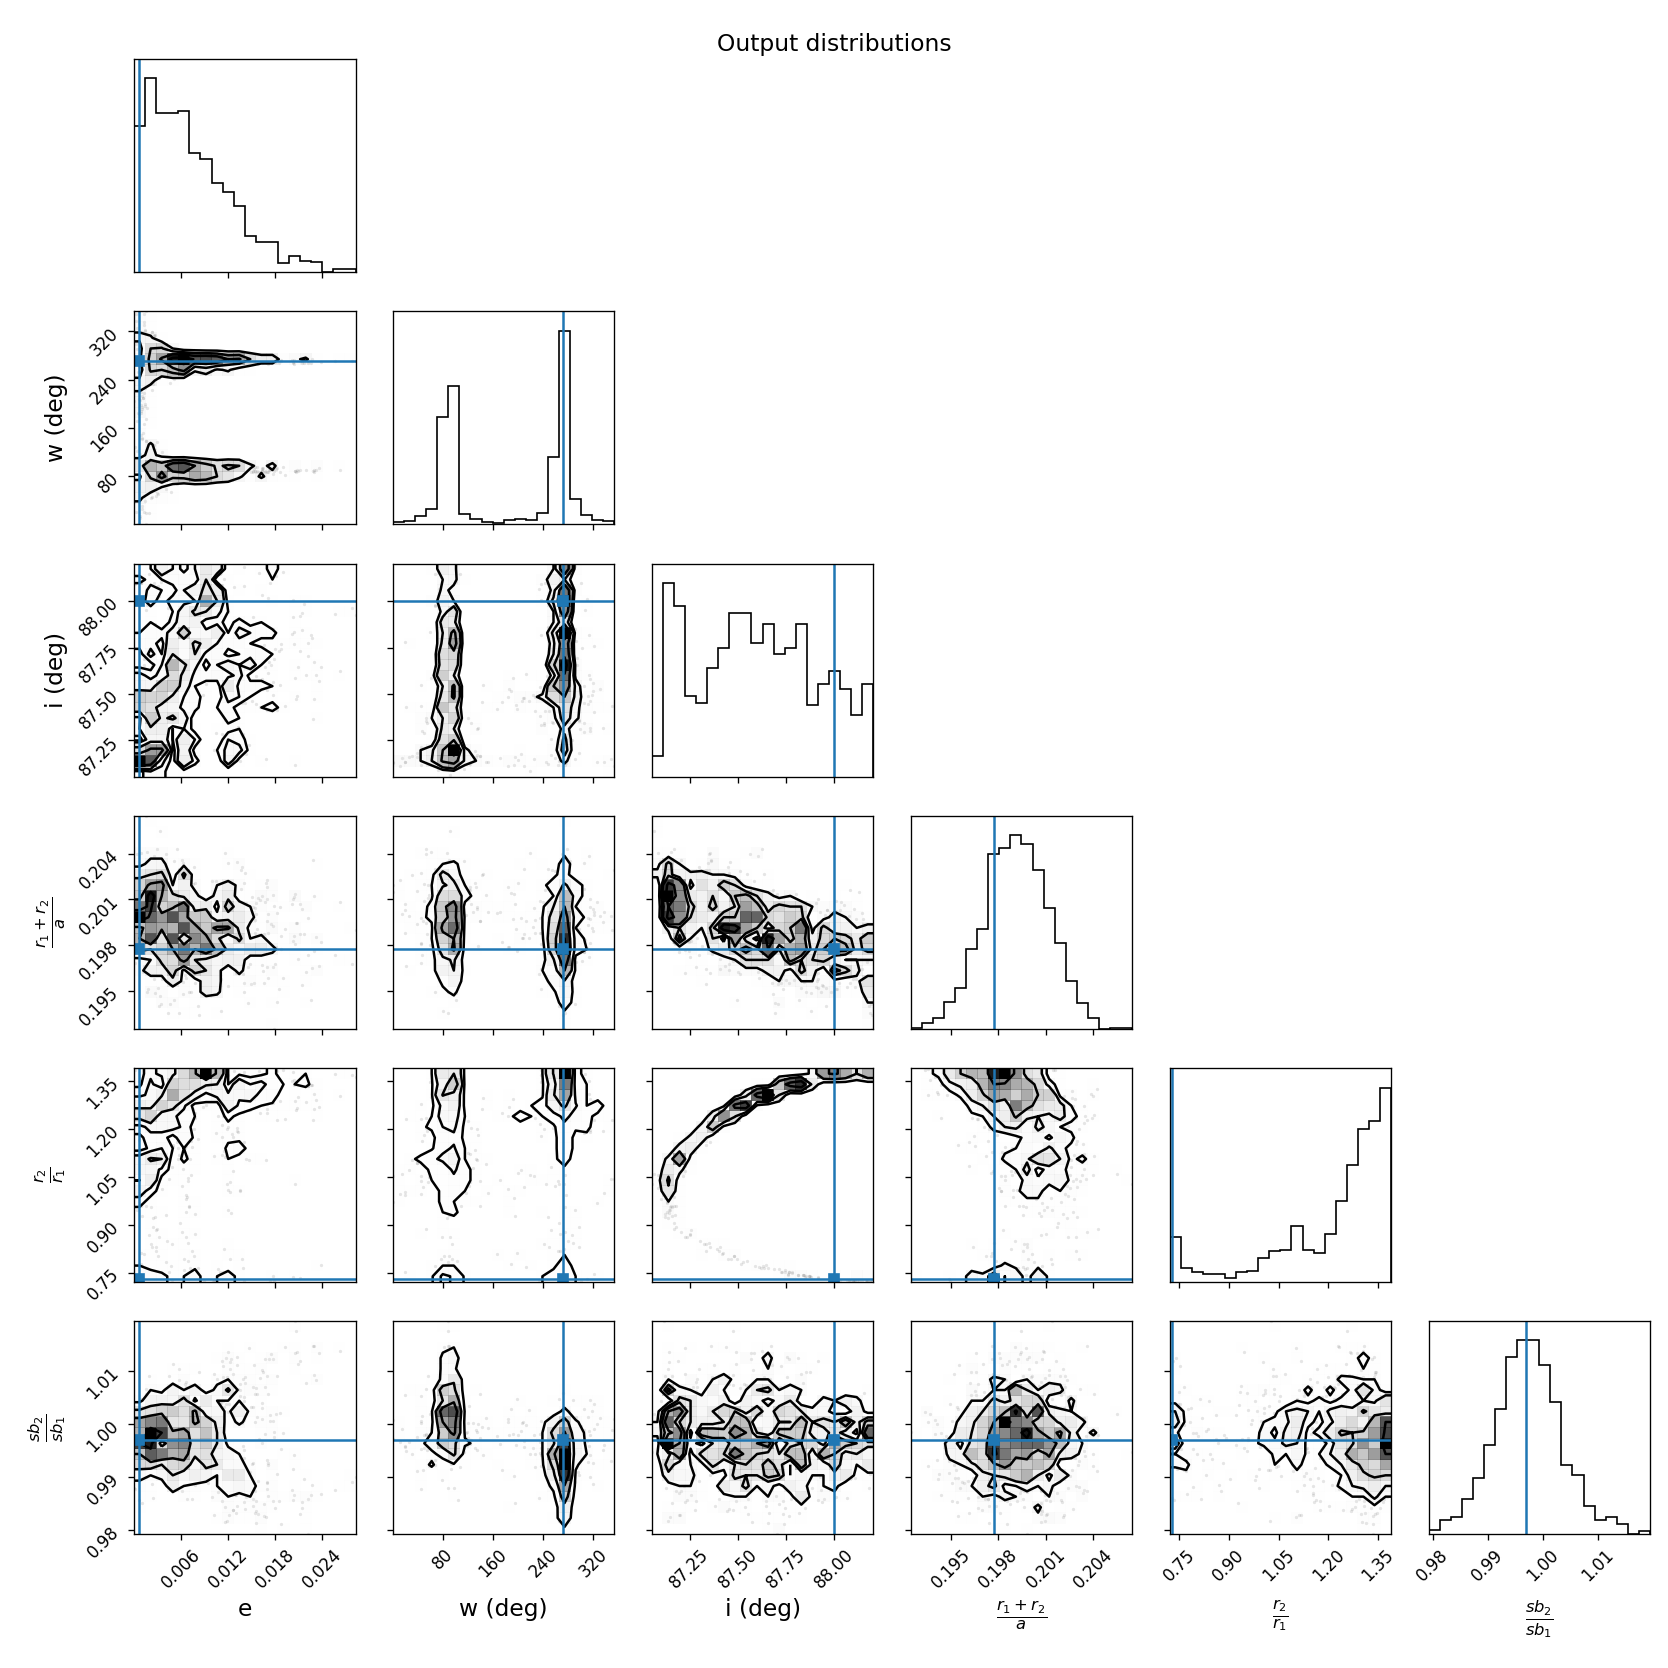 Output distributions
w (deg)
320
240
160
80
i (deg)
88.00
87.75
87.50
87.25
r₁ + r₂
a
0.204
0.201
0.198
0.195
r₂
r₁
1.35
1.20
1.05
0.90
0.75
sb₂
sb₁
1.01
1.00
0.99
0.98
0.006 0.012 0.018 0.024 80 160 240 320 87.25 87.50 87.75 88.00 0.195 0.198 0.201 0.204 0.75 0.90 1.05 1.20 1.35 0.98 0.99 1.00 1.01
e w (deg) i (deg) r₁ + r₂ r₂ sb₂
a r₁ sb₁